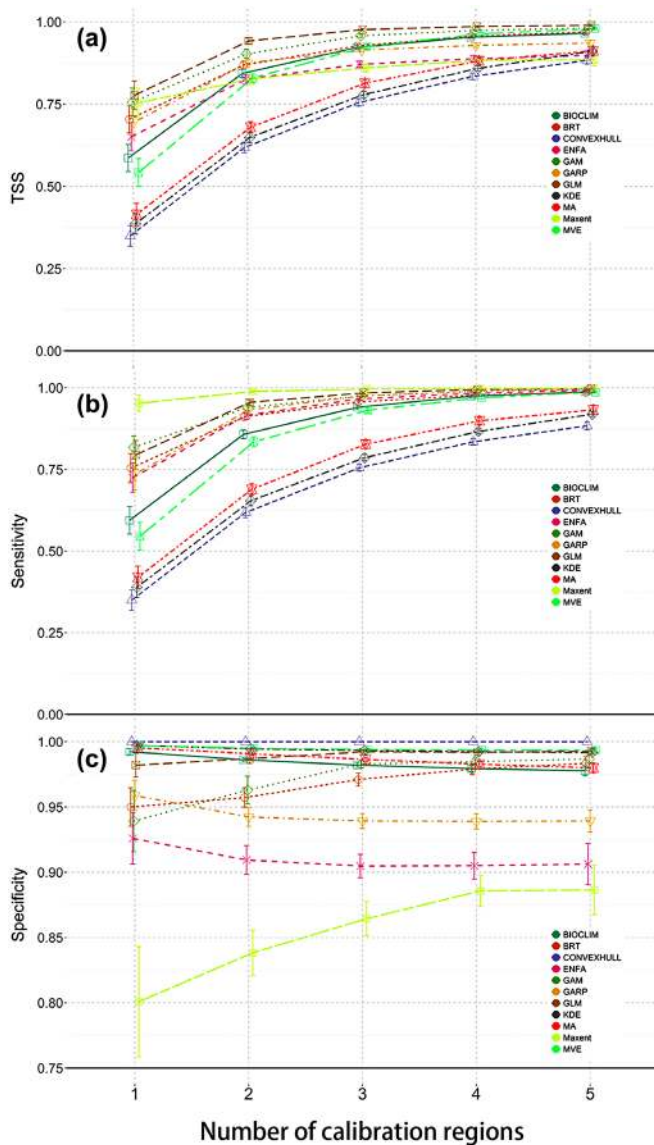 (a)
1.00
0.75
0.50
0.25
0.00
TSS
BIOCLIM
BRT
CONVEXHULL
ENFA
GAM
GARP
GLM
KDE
MA
Maxent
MVE
(b)
1.00
0.75
0.50
0.25
0.00
Sensitivity
BIOCLIM
BRT
CONVEXHULL
ENFA
GAM
GARP
GLM
KDE
MA
Maxent
MVE
(c)
1.00
0.95
0.90
0.85
0.80
0.75
Specificity
BIOCLIM
BRT
CONVEXHULL
ENFA
GAM
GARP
GLM
KDE
MA
Maxent
MVE
1 2 3 4 5
Number of calibration regions